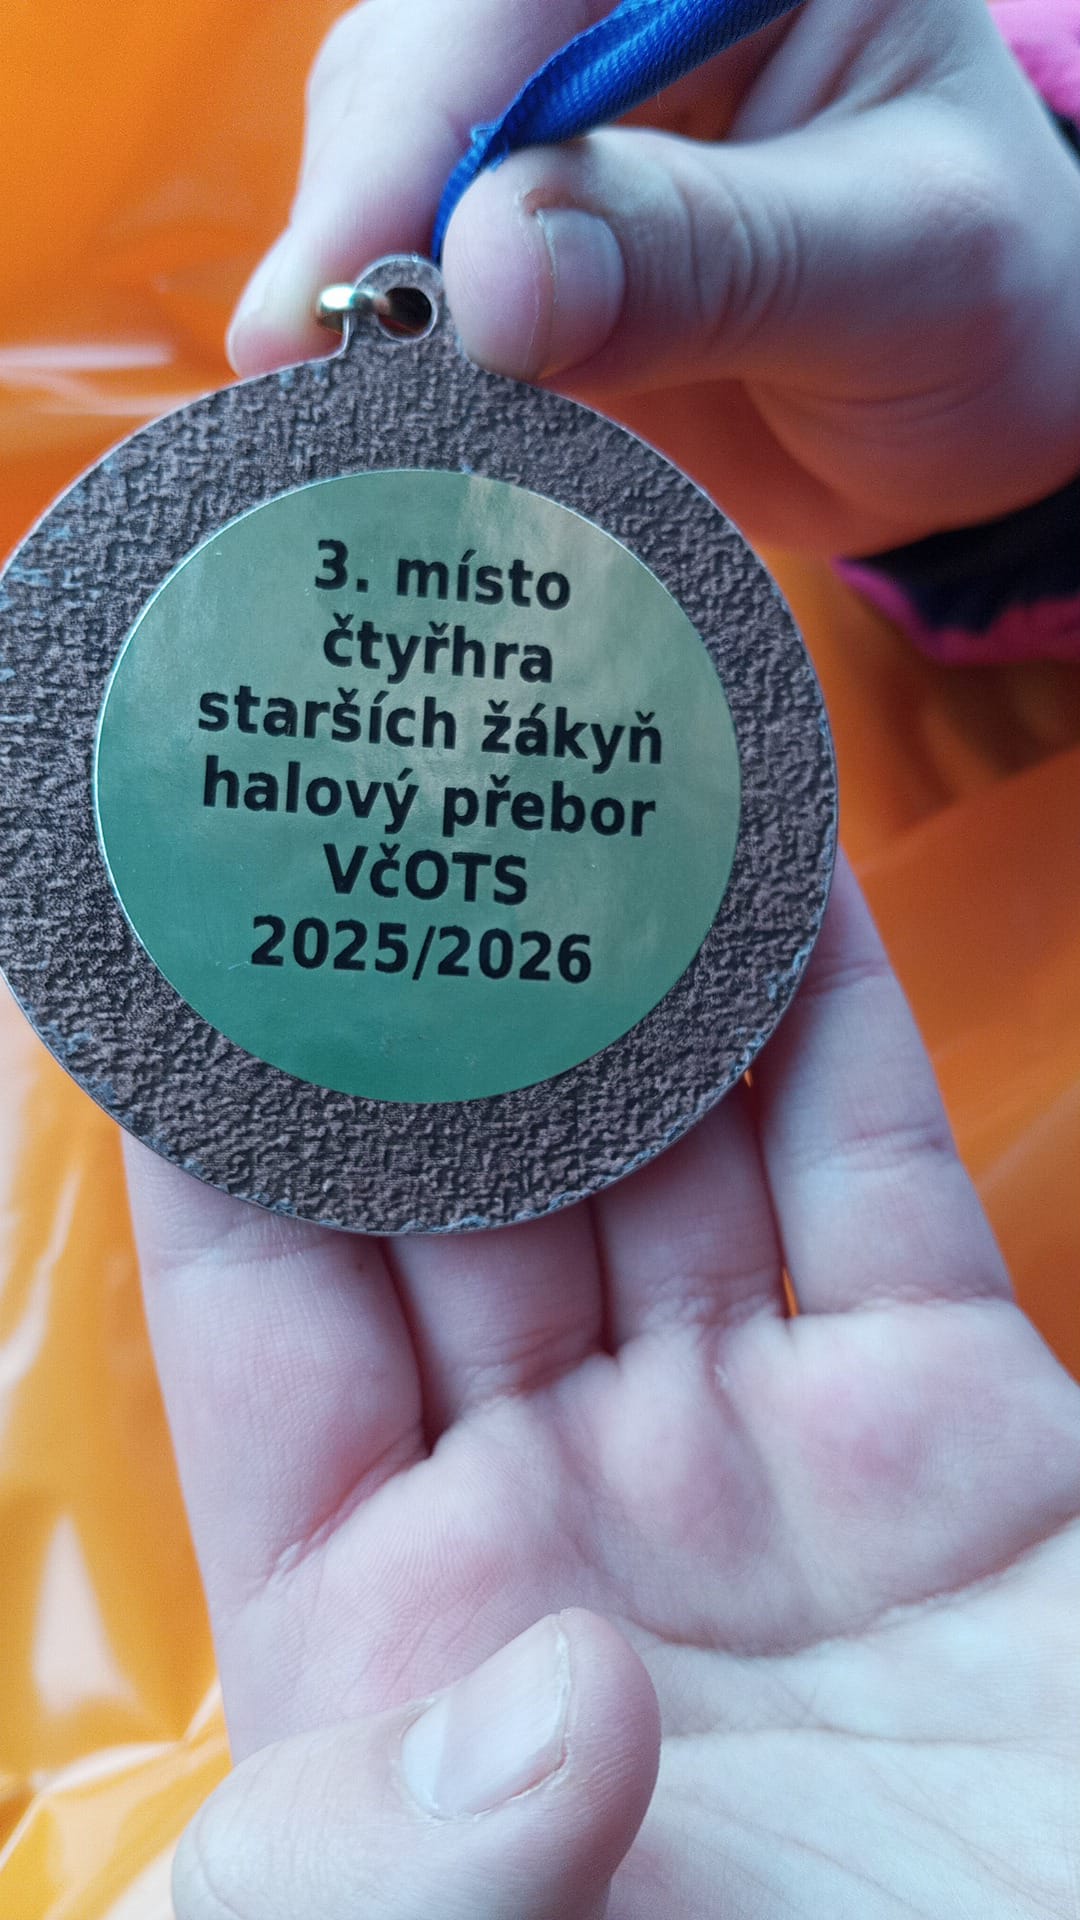 3. místo
čtyřhra
starších žákyň
halový přebor
VčOTS
2025/2026